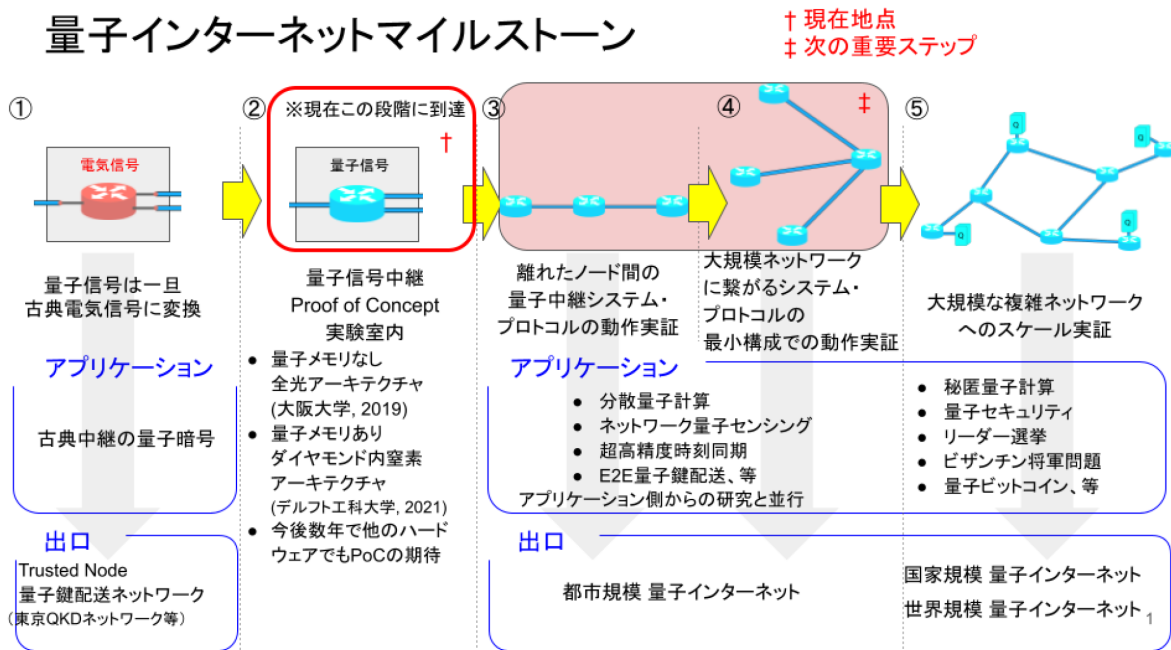 量子インターネットマイルストーン
† 現在地点
‡ 次の重要ステップ
①
電気信号
量子信号は一旦
古典電気信号に変換
②
※現在この段階に到達
†
量子信号
量子信号中継
Proof of Concept
実験室内
● 量子メモリなし
全光アーキテクチャ
(大阪大学, 2019)
● 量子メモリあり
ダイヤモンド内窒素
アーキテクチャ
(デルフト工科大学, 2021)
● 今後数年で他のハード
ウェアでもPoCの期待
③
離れたノード間の
量子中継システム・
プロトコルの動作実証
④
‡
大規模ネットワーク
に繋がるシステム・
プロトコルの
最小構成での動作実証
⑤
Q
Q
Q
Q
大規模な複雑ネットワーク
へのスケール実証
アプリケーション
古典中継の量子暗号
アプリケーション
● 分散量子計算
● ネットワーク量子センシング
● 超高精度時刻同期
● E2E量子鍵配送、等
アプリケーション側からの研究と並行
● 秘匿量子計算
● 量子セキュリティ
● リーダー選挙
● ビザンチン将軍問題
● 量子ビットコイン、等
出口
Trusted Node
量子鍵配送ネットワーク
（東京QKDネットワーク等）
出口
都市規模 量子インターネット
国家規模 量子インターネット
世界規模 量子インターネット
1